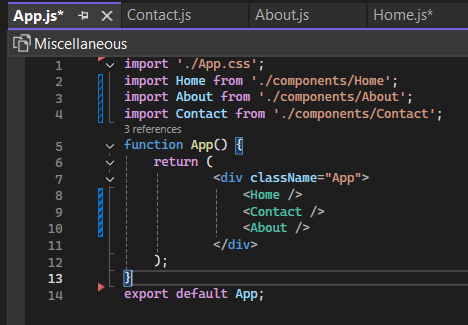 App.js* Contact.js About.js Home.js*
Miscellaneous
1 import './App.css';
2 import Home from './components/Home';
3 import About from './components/About';
4 import Contact from './components/Contact';
3 references
5 function App() {
6     return (
7         <div className="App">
8             <Home />
9             <Contact />
10             <About />
11         </div>
12     );
13 }
14 export default App;